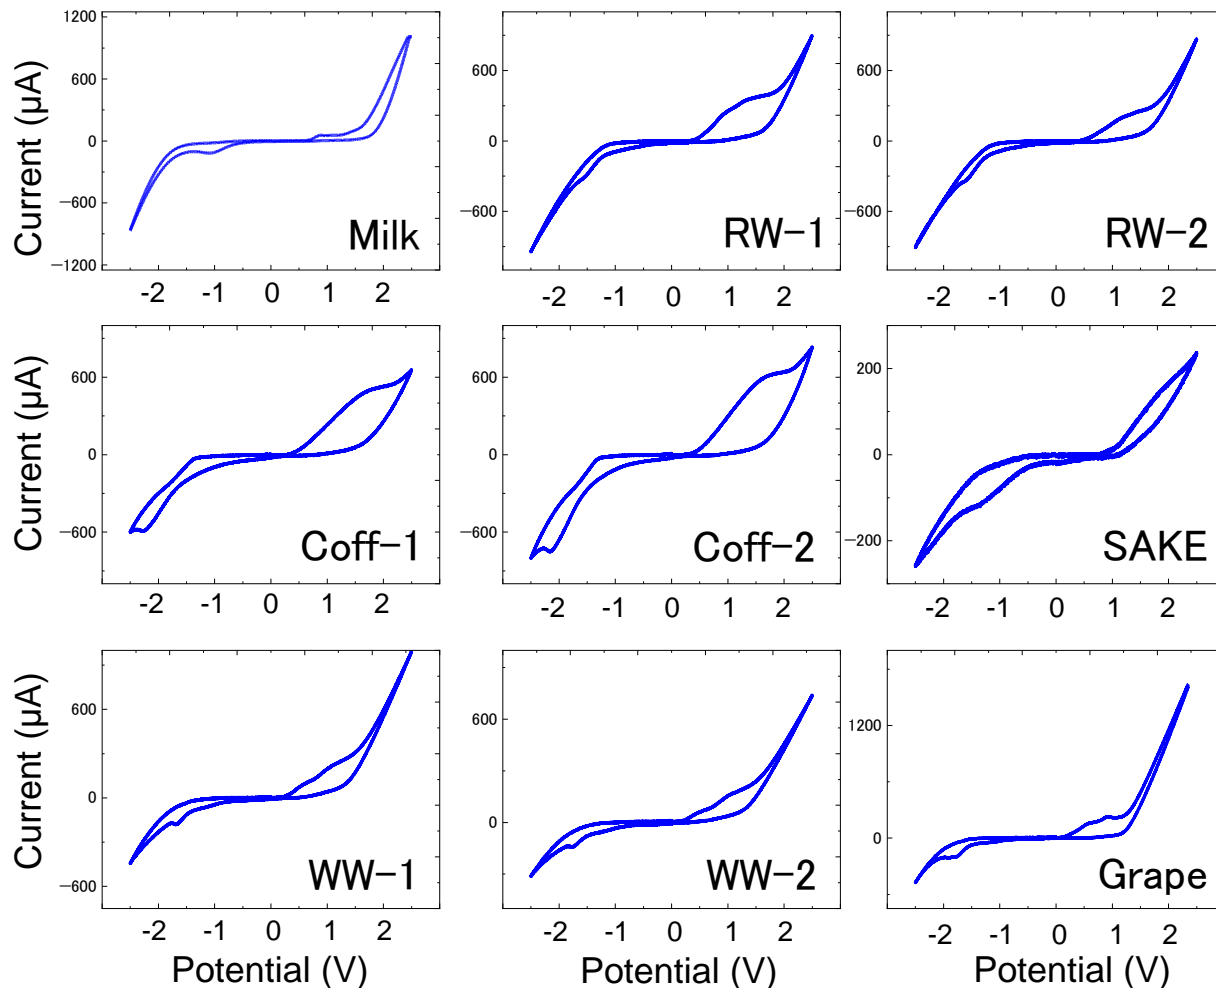 Current (μA)
1200
600
0
−600
−1200
Milk
-2 -1 0 1 2
600
0
−600
RW−1
-2 -1 0 1 2
600
0
−600
RW−2
-2 -1 0 1 2
Current (μA)
600
0
−600
Coff−1
-2 -1 0 1 2
600
0
−600
Coff−2
-2 -1 0 1 2
200
0
−200
SAKE
-2 -1 0 1 2
Current (μA)
600
0
−600
WW−1
-2 -1 0 1 2
Potential (V)
600
0
WW−2
-2 -1 0 1 2
Potential (V)
1200
0
Grape
-2 -1 0 1 2
Potential (V)